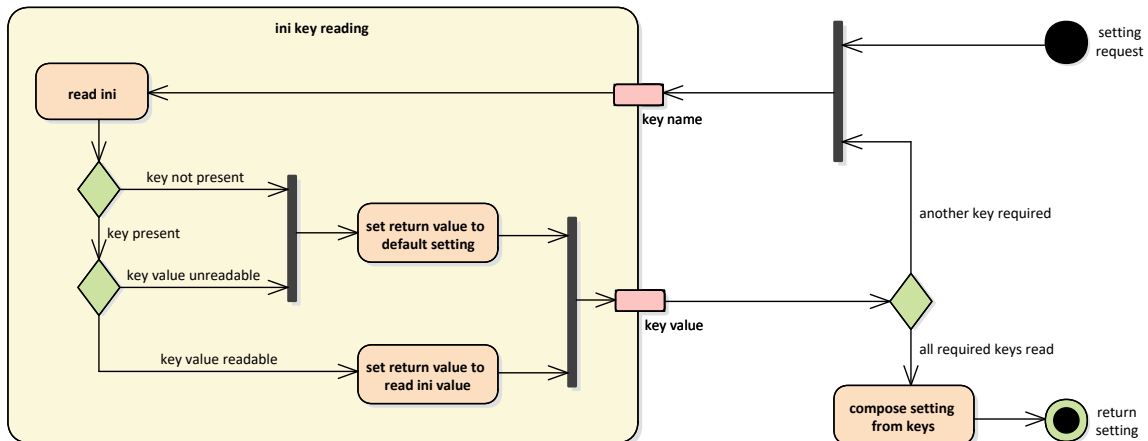 ini key reading
setting
request
read ini
key name
key not present
set return value to
default setting
another key required
key present
key value unreadable
key value
key value readable
set return value to
read ini value
all required keys read
compose setting
from keys
return
setting